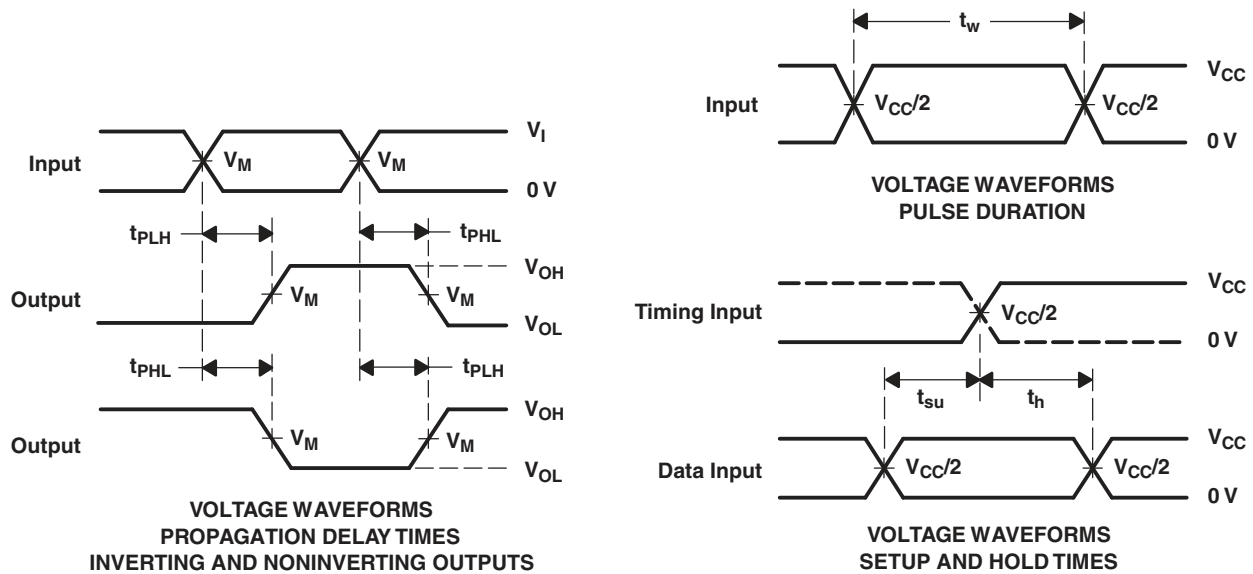 Input
V_M
V_M
V_I
0 V
t_PLH
t_PHL
Output
V_M
V_M
V_OH
V_OL
t_PHL
t_PLH
Output
V_M
V_M
V_OH
V_OL
VOLTAGE WAVEFORMS
PROPAGATION DELAY TIMES
INVERTING AND NONINVERTING OUTPUTS
t_w
Input
V_CC/2
V_CC/2
V_CC
0 V
VOLTAGE WAVEFORMS
PULSE DURATION
Timing Input
V_CC/2
V_CC
0 V
t_su
t_h
Data Input
V_CC/2
V_CC/2
V_CC
0 V
VOLTAGE WAVEFORMS
SETUP AND HOLD TIMES